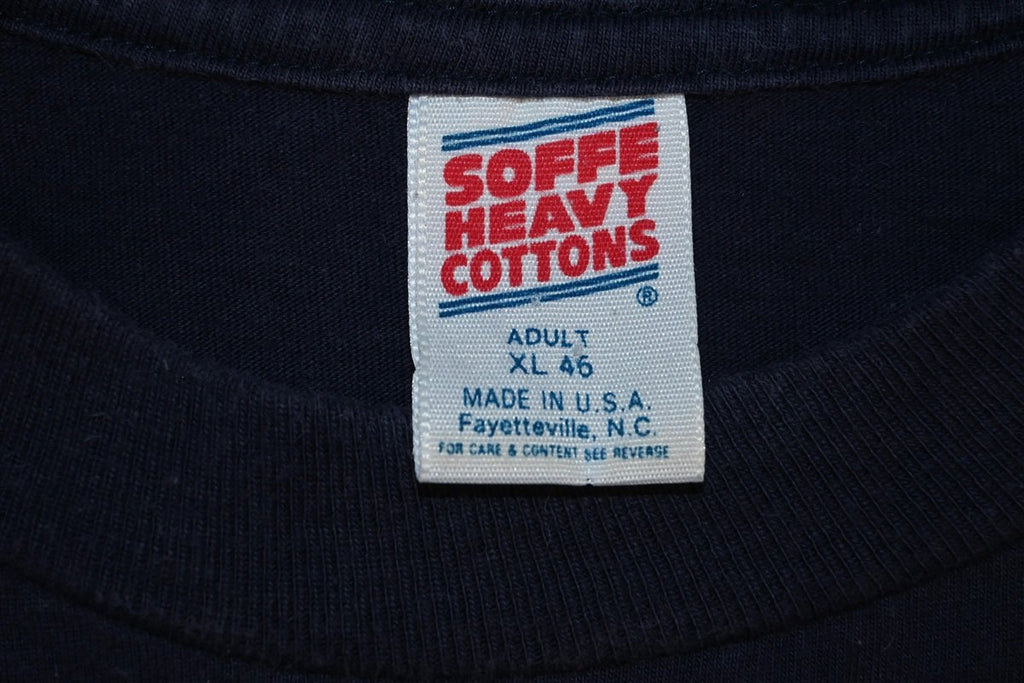 SOFFE
HEAVY
COTTONS
®
ADULT
XL 46
MADE IN U.S.A.
Fayetteville, N.C.
FOR CARE & CONTENT SEE REVERSE